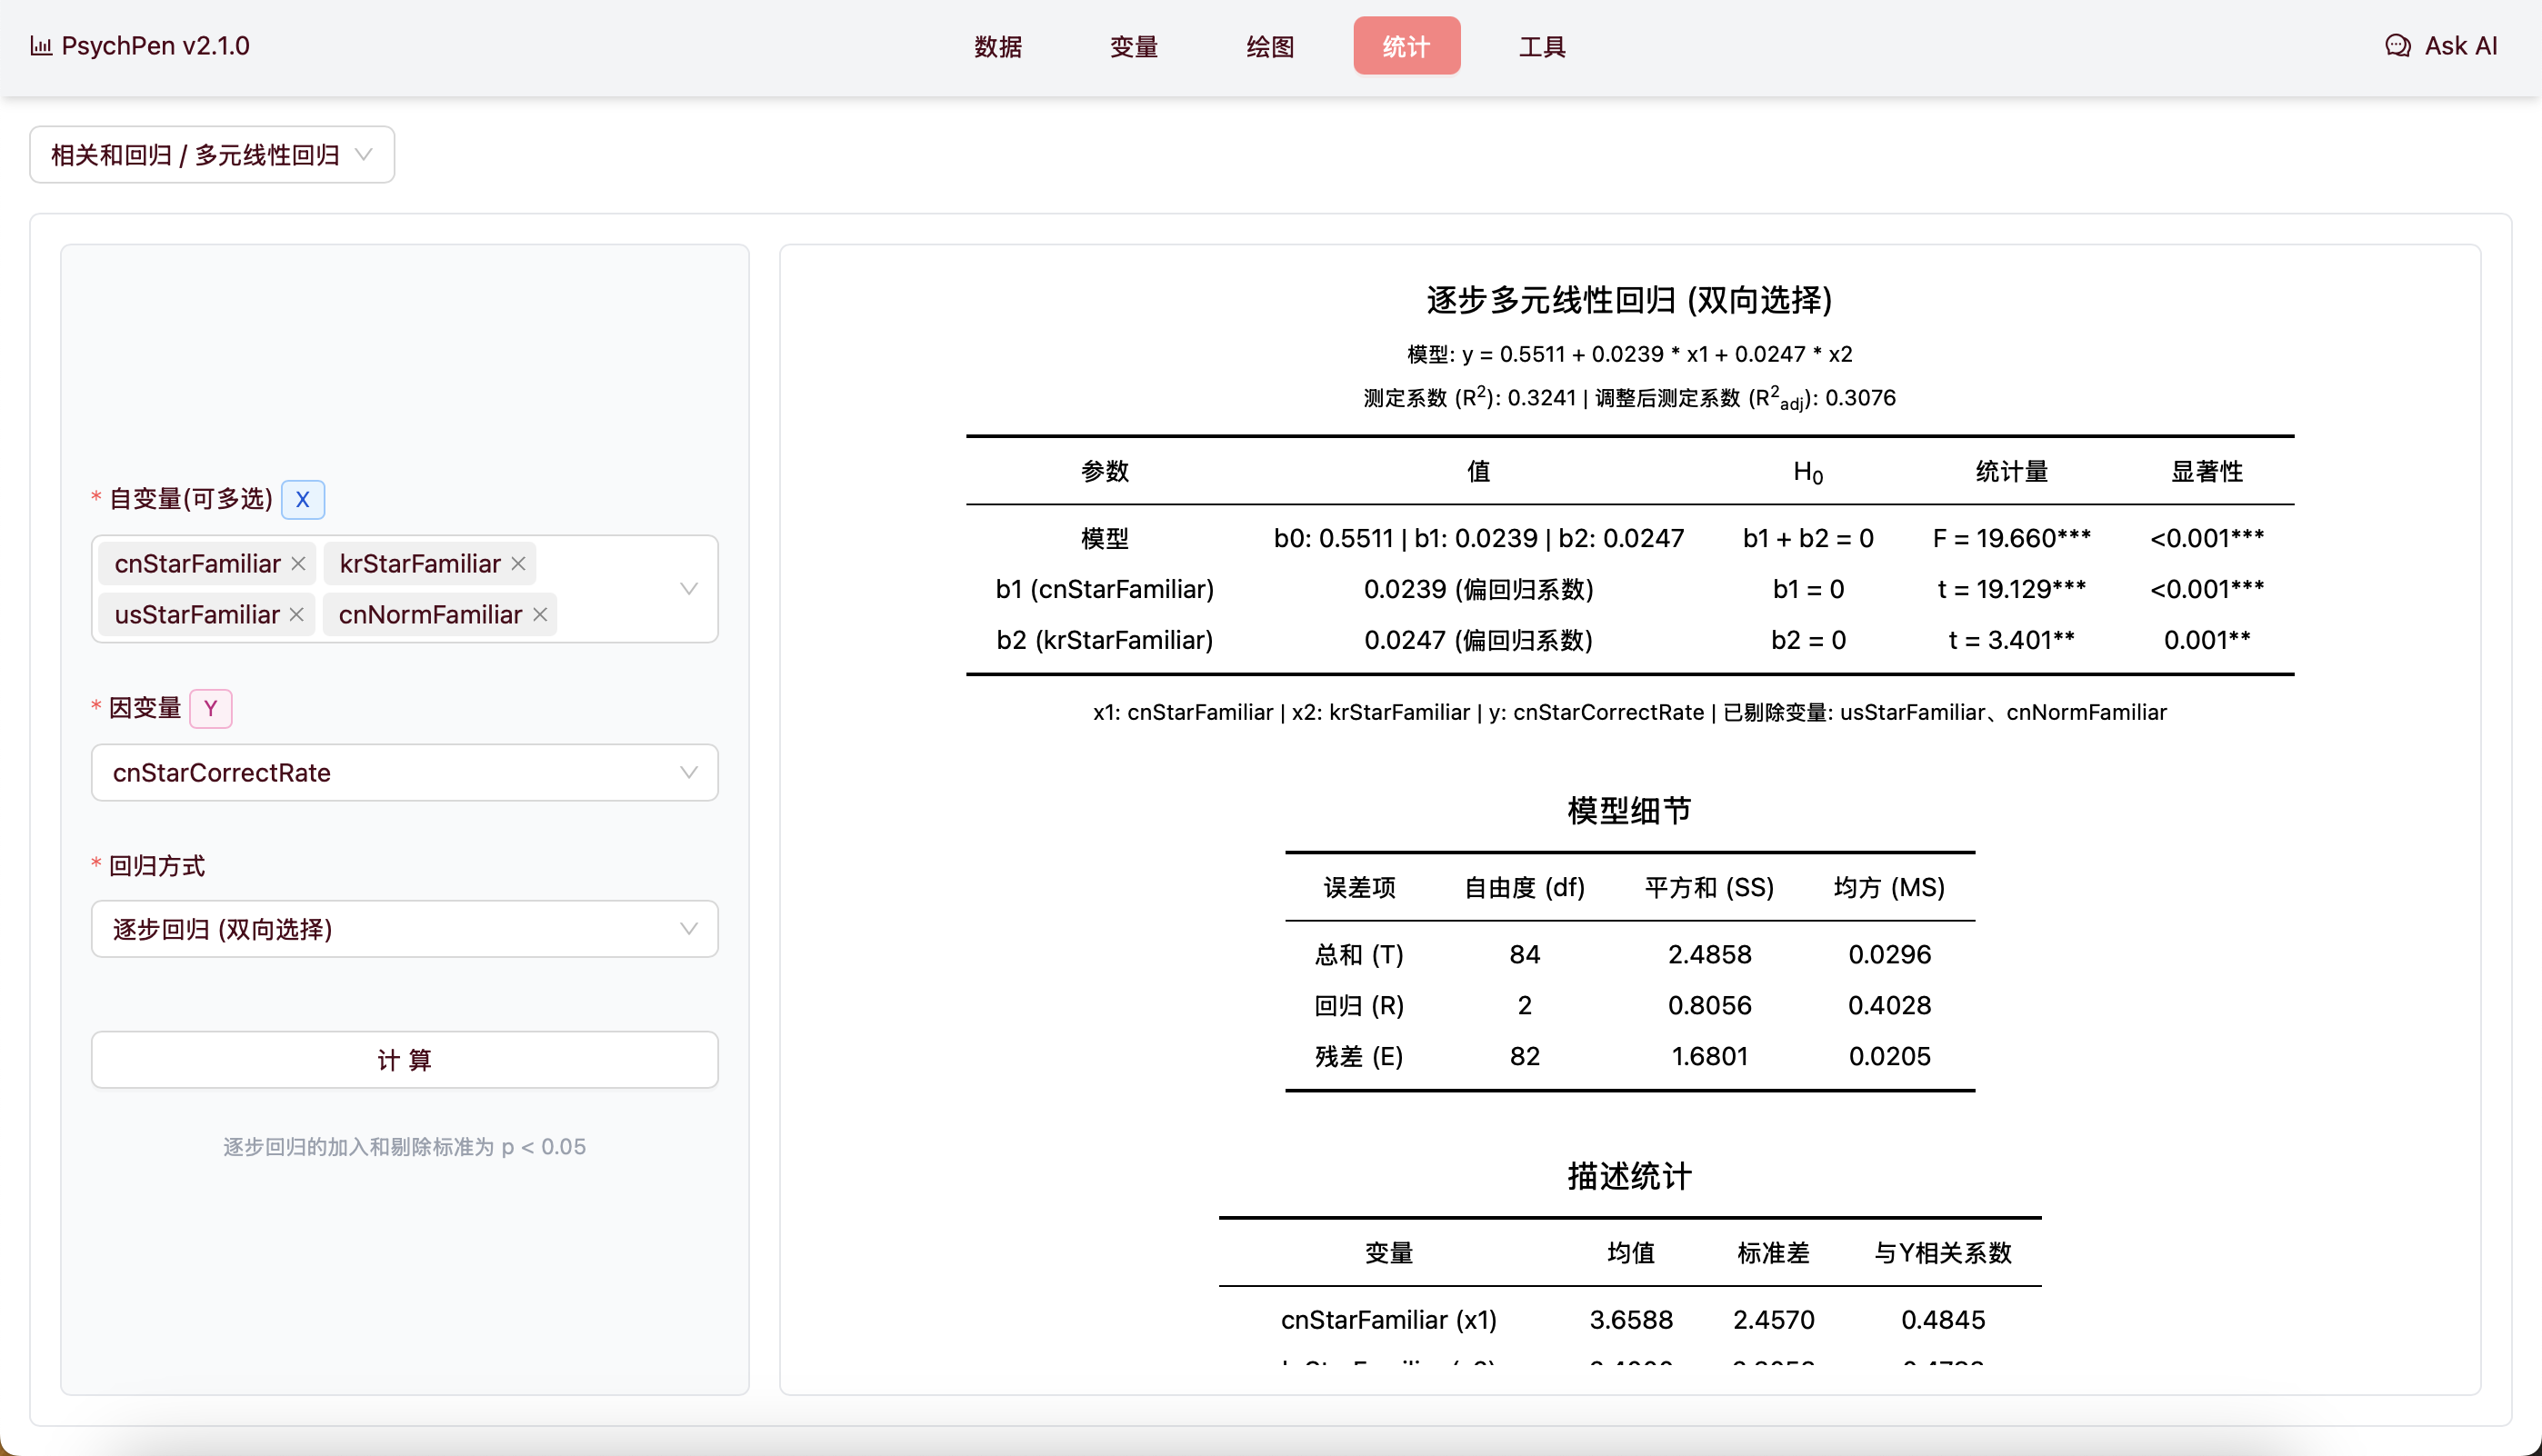 PsychPen v2.1.0
数据 变量 绘图 统计 工具
Ask AI
相关和回归 / 多元线性回归
* 自变量(可多选) X
cnStarFamiliar krStarFamiliar
usStarFamiliar cnNormFamiliar
* 因变量 Y
cnStarCorrectRate
* 回归方式
逐步回归 (双向选择)
计 算
逐步回归的加入和剔除标准为 p < 0.05
逐步多元线性回归 (双向选择)
模型: y = 0.5511 + 0.0239 * x1 + 0.0247 * x2
测定系数 (R²): 0.3241 | 调整后测定系数 (R²adj): 0.3076
参数 值 H₀ 统计量 显著性
模型 b0: 0.5511 | b1: 0.0239 | b2: 0.0247 b1 + b2 = 0 F = 19.660*** <0.001***
b1 (cnStarFamiliar) 0.0239 (偏回归系数) b1 = 0 t = 19.129*** <0.001***
b2 (krStarFamiliar) 0.0247 (偏回归系数) b2 = 0 t = 3.401** 0.001**
x1: cnStarFamiliar | x2: krStarFamiliar | y: cnStarCorrectRate | 已剔除变量: usStarFamiliar、cnNormFamiliar
模型细节
误差项 自由度 (df) 平方和 (SS) 均方 (MS)
总和 (T) 84 2.4858 0.0296
回归 (R) 2 0.8056 0.4028
残差 (E) 82 1.6801 0.0205
描述统计
变量 均值 标准差 与Y相关系数
cnStarFamiliar (x1) 3.6588 2.4570 0.4845